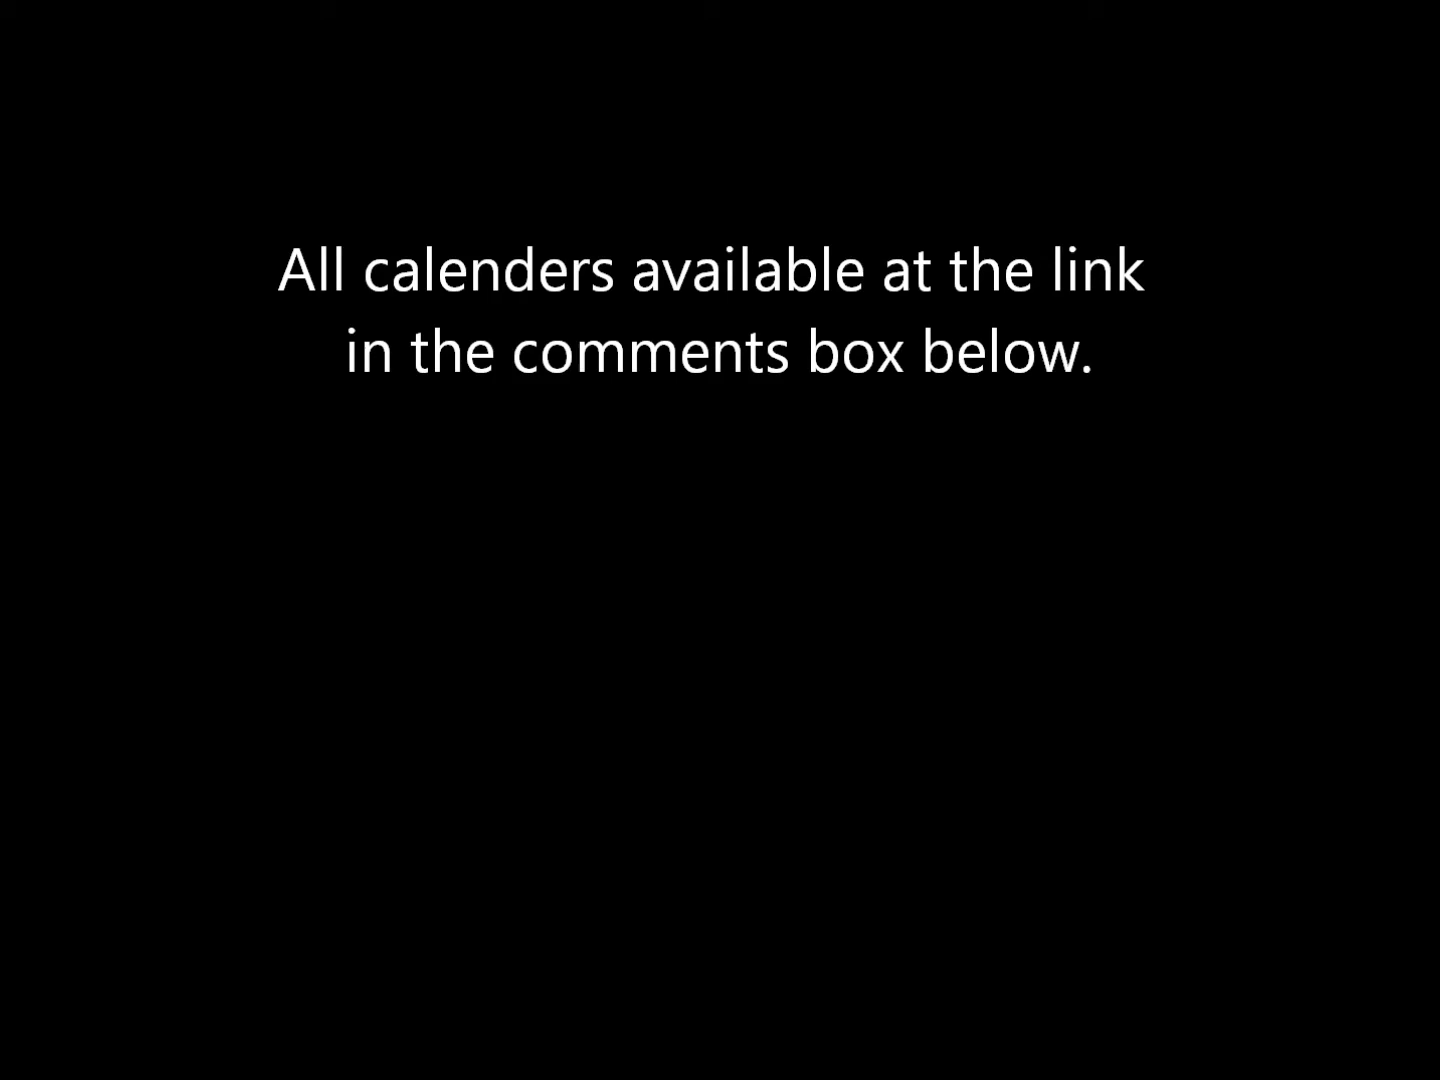 All calenders available at the link
in the comments box below.